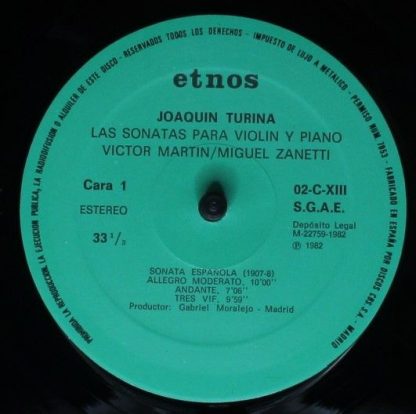 PROHIBIDA LA REPRODUCCION, LA EJECUCION PUBLICA, LA RADIODIFUSION O ALQUILER DE ESTE DISCO - RESERVADOS TODOS LOS DERECHOS - IMPUESTO DE LUJO A METALICO - PERMISO NUM. 7053 - FABRICADO EN ESPAÑA POR DISCOS CBS, S.A. - MADRID
etnos
JOAQUIN TURINA
LAS SONATAS PARA VIOLIN Y PIANO
VICTOR MARTIN/MIGUEL ZANETTI
Cara 1
02-C-XIII
ESTEREO
S.G.A.E.
Depósito Legal
M-22759-1982
33 1/3
℗ 1982
SONATA ESPAÑOLA (1907-8)
ALLEGRO MODERATO, 10'00"
ANDANTE, 7'06"
TRES VIF, 9'59"
Productor: Gabriel Moralejo - Madrid